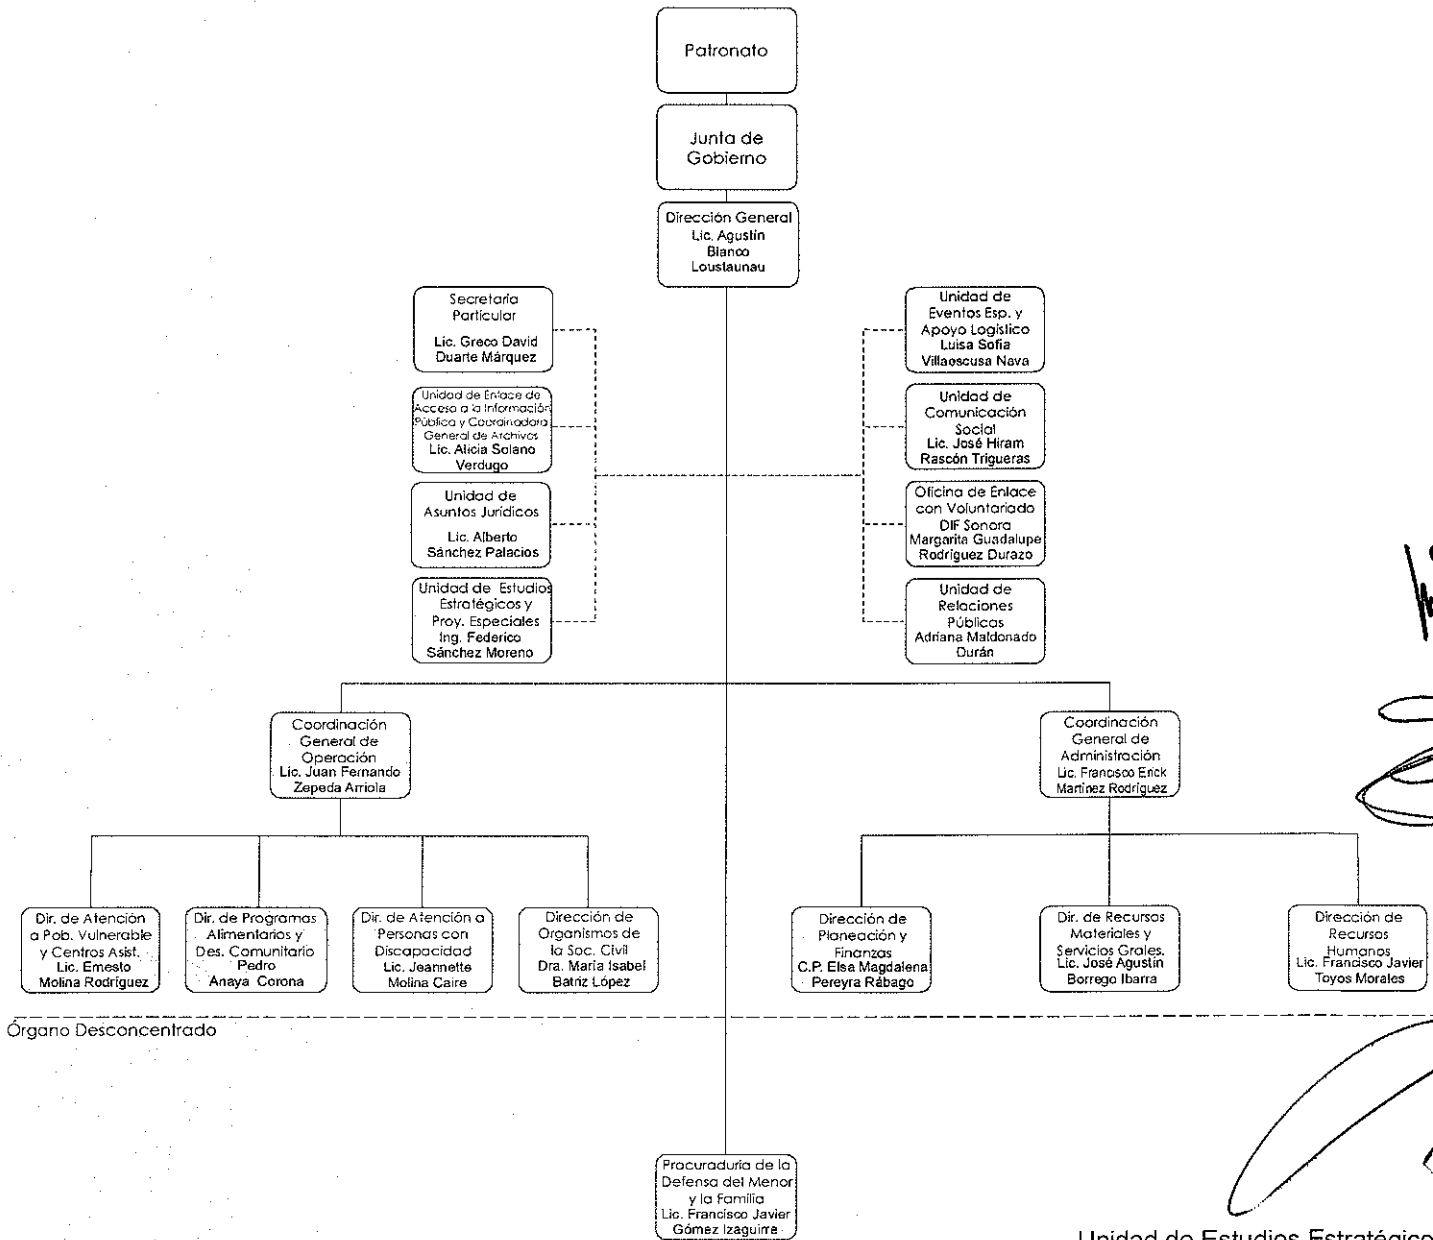 Patronato
Junta de
Gobierno
Dirección General
Lic. Agustín
Blanco
Loustaunau
Secretaria
Particular
Lic. Greco David
Duarte Márquez
Unidad de Enlace de
Acceso a la Información
Pública y Coordinadora
General de Archivos
Lic. Alicia Solano
Verdugo
Unidad de
Asuntos Jurídicos
Lic. Alberto
Sánchez Palacios
Unidad de Estudios
Estratégicos y
Proy. Especiales
Ing. Federico
Sánchez Moreno
Unidad de
Eventos Esp. y
Apoyo Logístico
Luisa Sofía
Villaescusa Nava
Unidad de
Comunicación
Social
Lic. José Hiram
Rascón Trigueras
Oficina de Enlace
con Voluntariado
DIF Sonora
Margarita Guadalupe
Rodríguez Durazo
Unidad de
Relaciones
Públicas
Adriana Maldonado
Durán
Coordinación
General de
Operación
Lic. Juan Fernando
Zepeda Arriola
Coordinación
General de
Administración
Lic. Francisco Erick
Martinez Rodríguez
Dir. de Atención
a Pob. Vulnerable
y Centros Asist.
Lic. Ernesto
Molina Rodríguez
Dir. de Programas
Alimentarios y
Des. Comunitario
Pedro
Anaya Corona
Dir. de Atención a
Personas con
Discapacidad
Lic. Jeannette
Molina Caire
Dirección de
Organismos de
la Soc. Civil
Dra. María Isabel
Batriz López
Dirección de
Planeación y
Finanzas
C.P. Elsa Magdalena
Pereyra Rábago
Dir. de Recursos
Materiales y
Servicios Grales.
Lic. José Agustín
Borrego Ibarra
Dirección de
Recursos
Humanos
Lic. Francisco Javier
Toyos Morales
Órgano Desconcentrado
Procuraduría de la
Defensa del Menor
y la Familia
Lic. Francisco Javier
Gómez Izaguirre
Unidad de Estudios Estratégico